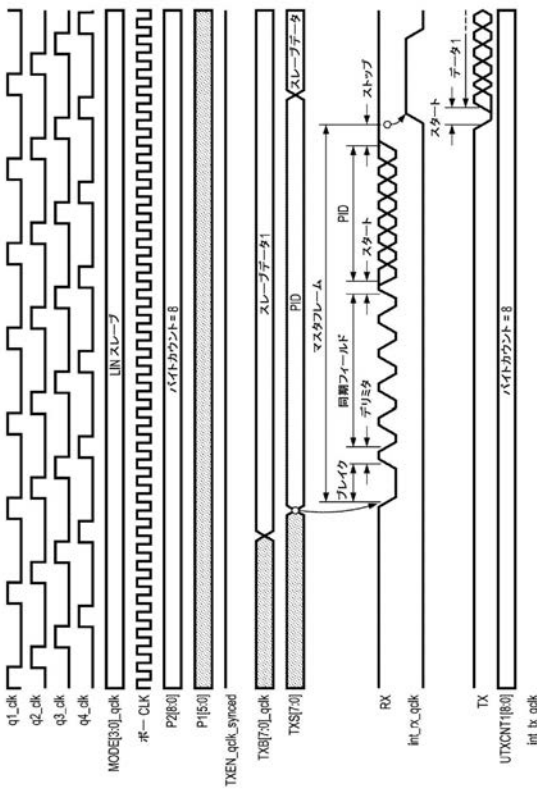 q1_clk
q2_clk
q3_clk
q4_clk
MODE[3:0]_qclk
LIN スレーブ
ボー CLK
P2[8:0]
バイトカウント = 8
P1[5:0]
TXEN_qclk_synced
TXB[7:0]_qclk
スレーブデータ1
TXS[7:0]
PID
スレーブデータ
マスタフレーム
ブレイク
デリミタ
同期フィールド
スタート
PID
ストップ
RX
int_rx_qclk
スタート
データ1
TX
UTXCNT1[8:0]
バイトカウント = 8
int_tx_qclk